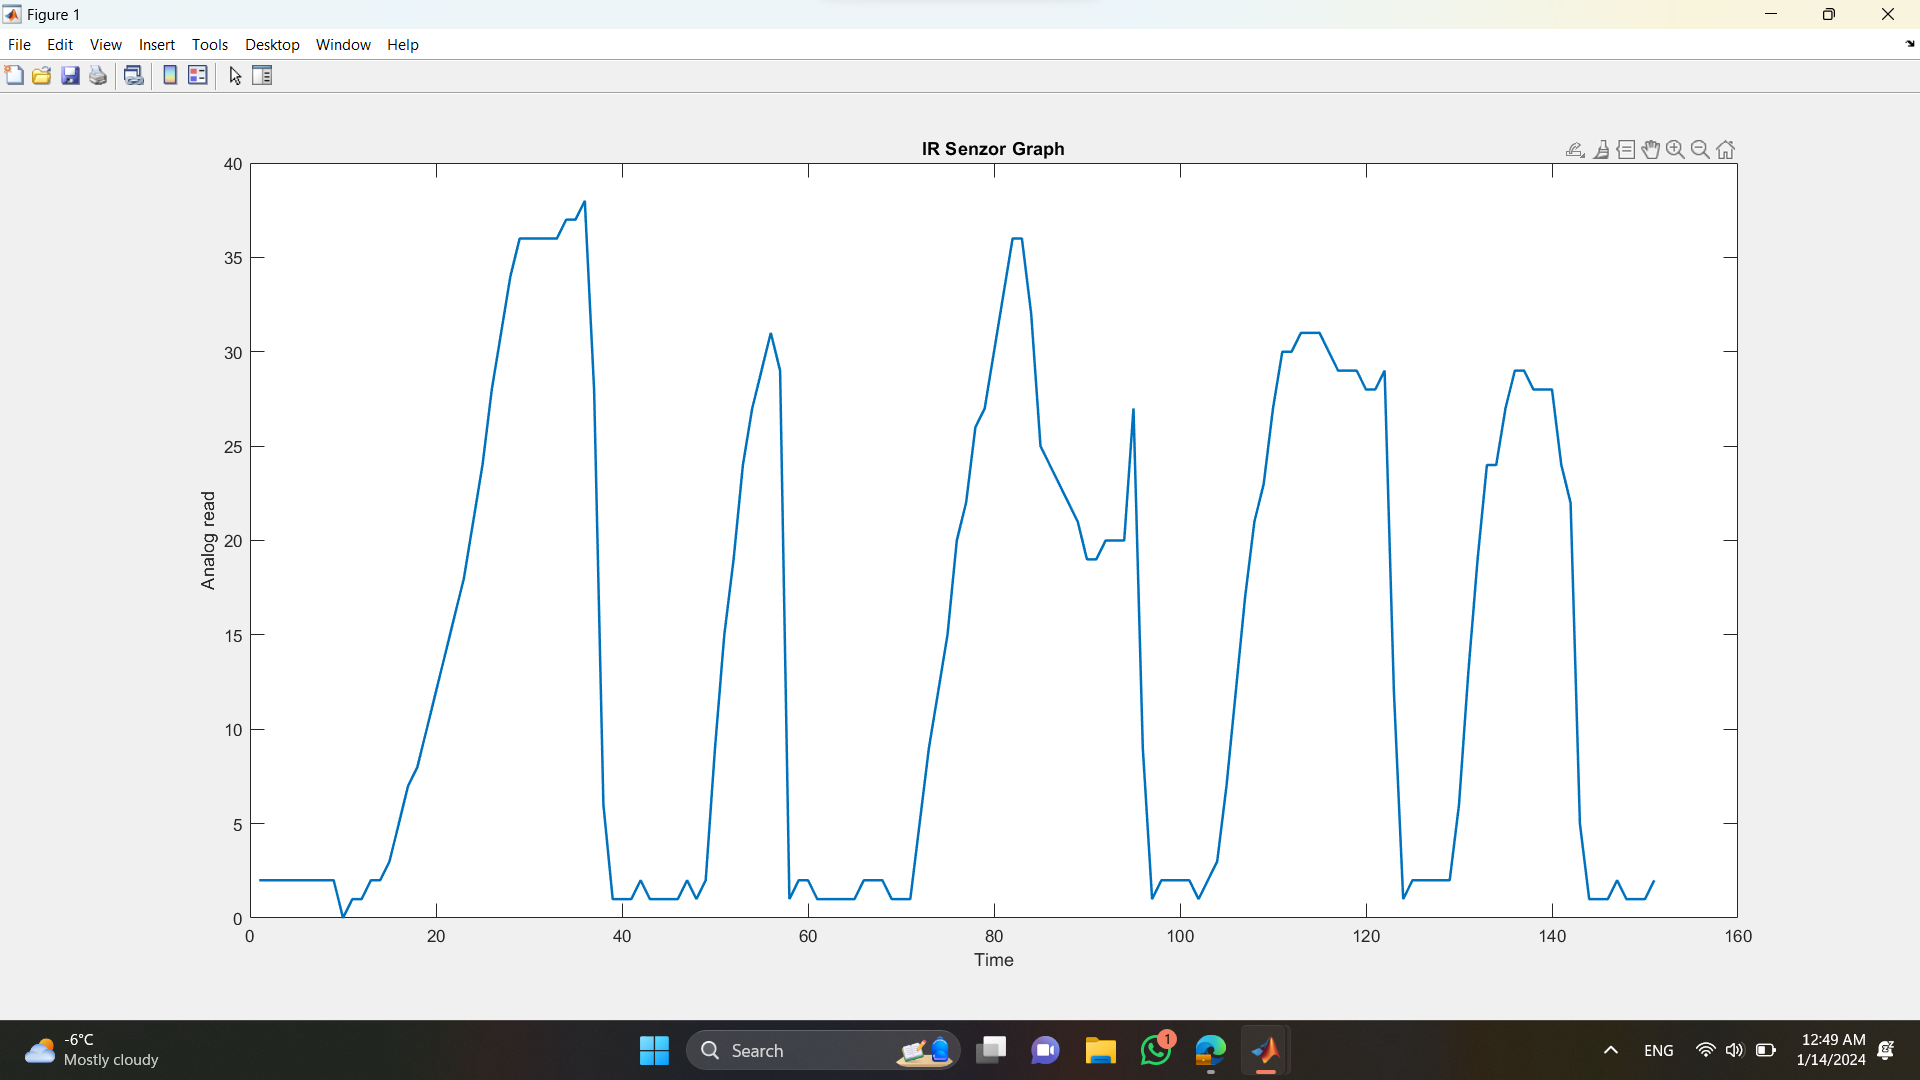 Figure 1
File Edit View Insert Tools Desktop Window Help
IR Senzor Graph
40
35
30
25
20
15
10
5
0
Analog read
0 20 40 60 80 100 120 140 160
Time
-6°C
Mostly cloudy
Search
1
ENG
12:49 AM
1/14/2024